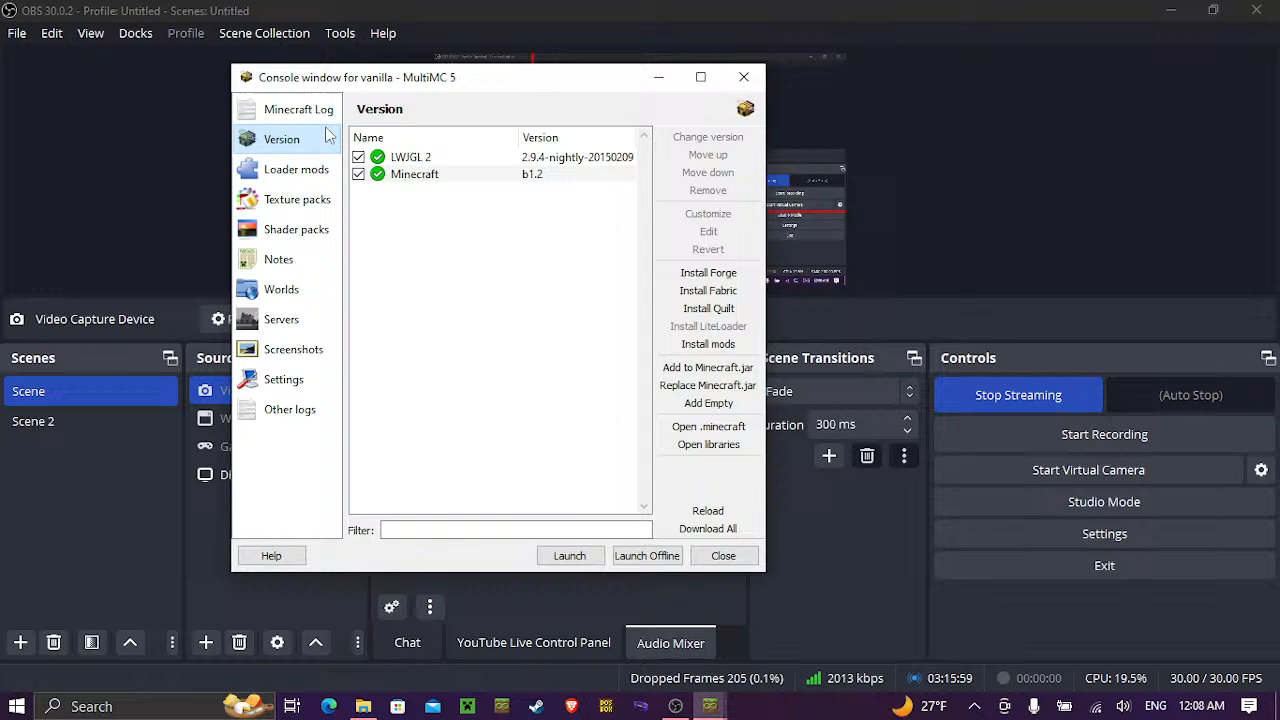 OBS 30.0.2 - Profile: Untitled - Scenes: Untitled
File Edit View Docks Profile Scene Collection Tools Help
Console window for vanilla - MultiMC 5
Minecraft Log
Version
Loader mods
Texture packs
Shader packs
Notes
Worlds
Servers
Screenshots
Settings
Other logs
Version
Name Version
LWJGL 2 2.9.4-nightly-20150209
Minecraft b1.2
Change version
Move up
Move down
Remove
Customize
Edit
Revert
Install Forge
Install Fabric
Install Quilt
Install LiteLoader
Install mods
Add to Minecraft.jar
Replace Minecraft.jar
Add Empty
Open .minecraft
Open libraries
Reload
Download All
Filter:
Help Launch Launch Offline Close
Video Capture Device
Scenes
Scene
Scene 2
Sour
V
W
Ga
Di
Scene Transitions
Fade
uration 300 ms
Controls
Stop Streaming (Auto Stop)
Start Recording
Start Virtual Camera
Studio Mode
Settings
Exit
Chat YouTube Live Control Panel Audio Mixer
Dropped Frames 205 (0.1%) 2013 kbps 03:15:59 00:00:00 CPU: 19.5% 30.00 / 30.00 FPS
Search 27°F 12:08 AM